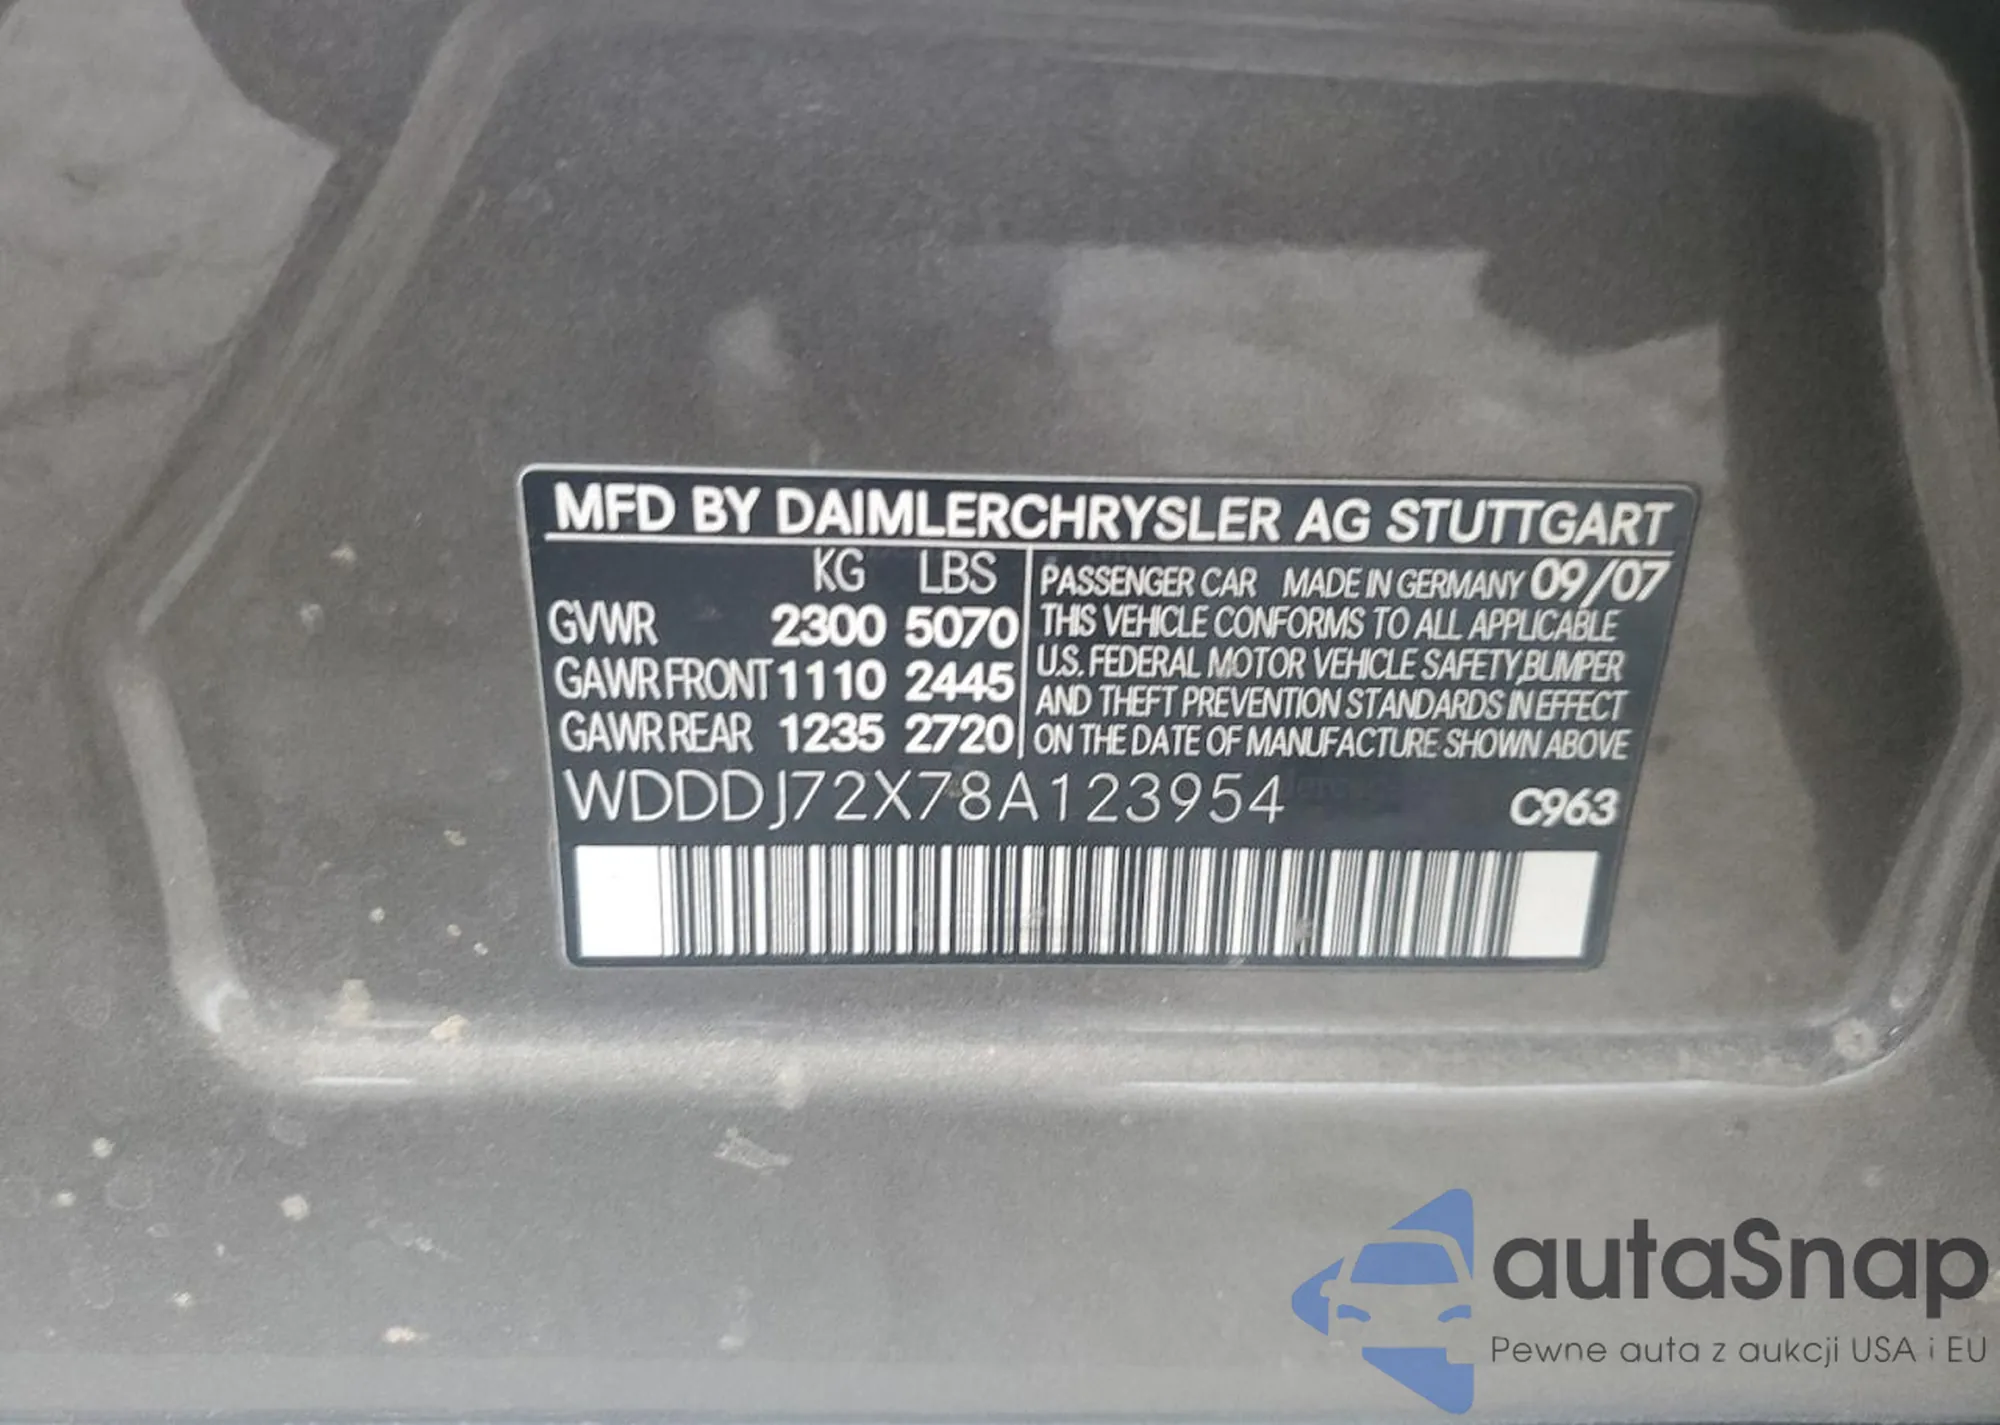 MFD BY DAIMLERCHRYSLER AG STUTTGART
KG LBS
GVWR 2300 5070
GAWR FRONT 1110 2445
GAWR REAR 1235 2720
PASSENGER CAR MADE IN GERMANY 09/07
THIS VEHICLE CONFORMS TO ALL APPLICABLE
U.S. FEDERAL MOTOR VEHICLE SAFETY,BUMPER
AND THEFT PREVENTION STANDARDS IN EFFECT
ON THE DATE OF MANUFACTURE SHOWN ABOVE
WDDDJ72X78A123954 C963
autaSnap
Pewne auta z aukcji USA i EU